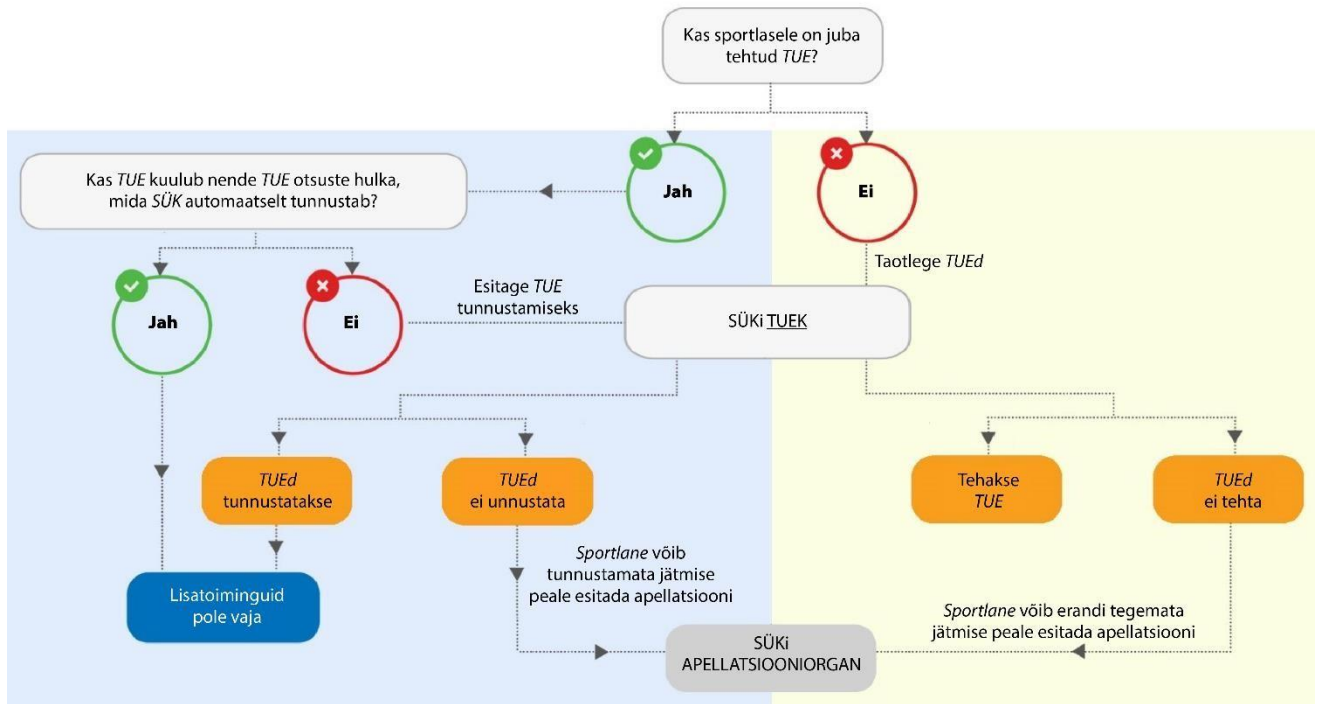 Kas sportlasele on juba
tehtud TUE?
Jah
Ei
Kas TUE kuulub nende TUE otsuste hulka,
mida SÜK automaatselt tunnustab?
Taotlege TUEd
Jah
Ei
Esitage TUE
tunnustamiseks
SÜKi TUEK
TUEd
tunnustatakse
TUEd
ei unnustata
Tehakse
TUE
TUEd
ei tehta
Sportlane võib
tunnustamata jätmise
peale esitada apellatsiooni
Lisatoiminguid
pole vaja
Sportlane võib erandi tegemata
jätmise peale esitada apellatsiooni
SÜKi
APELLATSIOONIORGAN